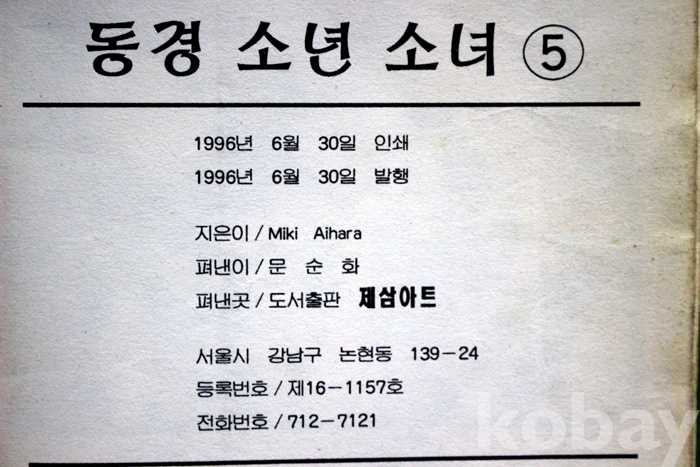 동경 소년 소녀 ⑤
1996년 6월 30일 인쇄
1996년 6월 30일 발행
지은이 / Miki Aihara
펴낸이 / 문 순 화
펴낸곳 / 도서출판 제삼아트
서울시 강남구 논현동 139-24
등록번호 / 제16-1157호
전화번호 / 712-7121
kobay